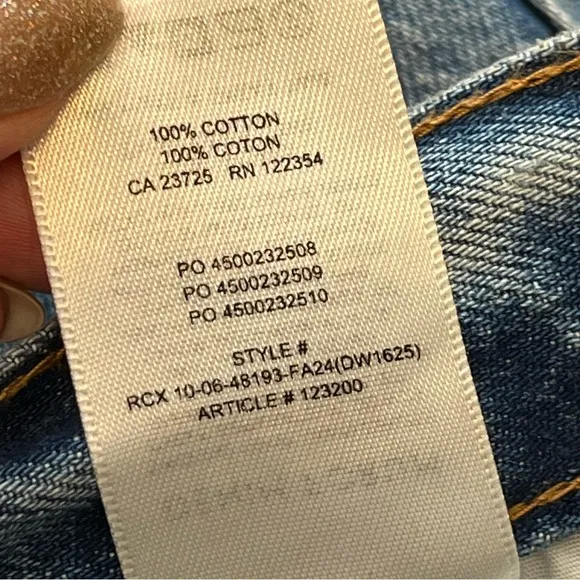 100% COTTON
100% COTON
CA 23725 RN 122354
PO 4500232508
PO 4500232509
PO 4500232510
STYLE #
RCX 10-06-48193-FA24(DW1625)
ARTICLE # 123200